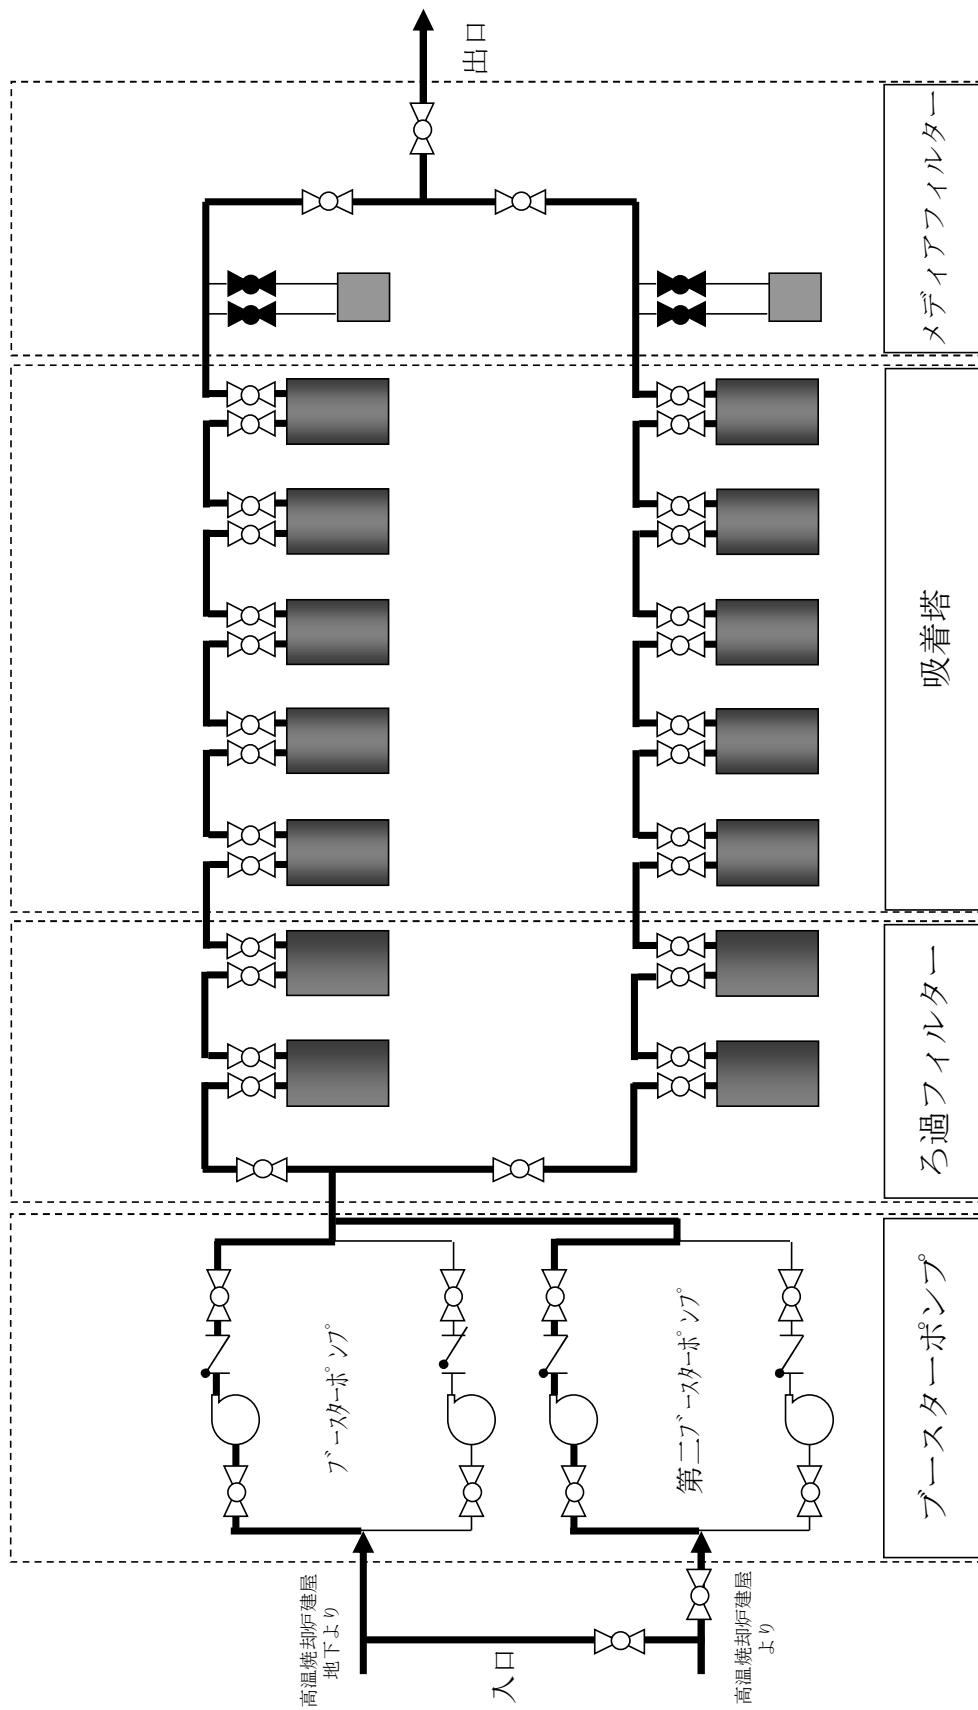 出口
メディアフィルター
吸着塔
ろ過フィルター
ブースターポンプ
ブースターポンプ
第二ブースターポンプ
高温焼却炉建屋
地下より
入口
高温焼却炉建屋
より